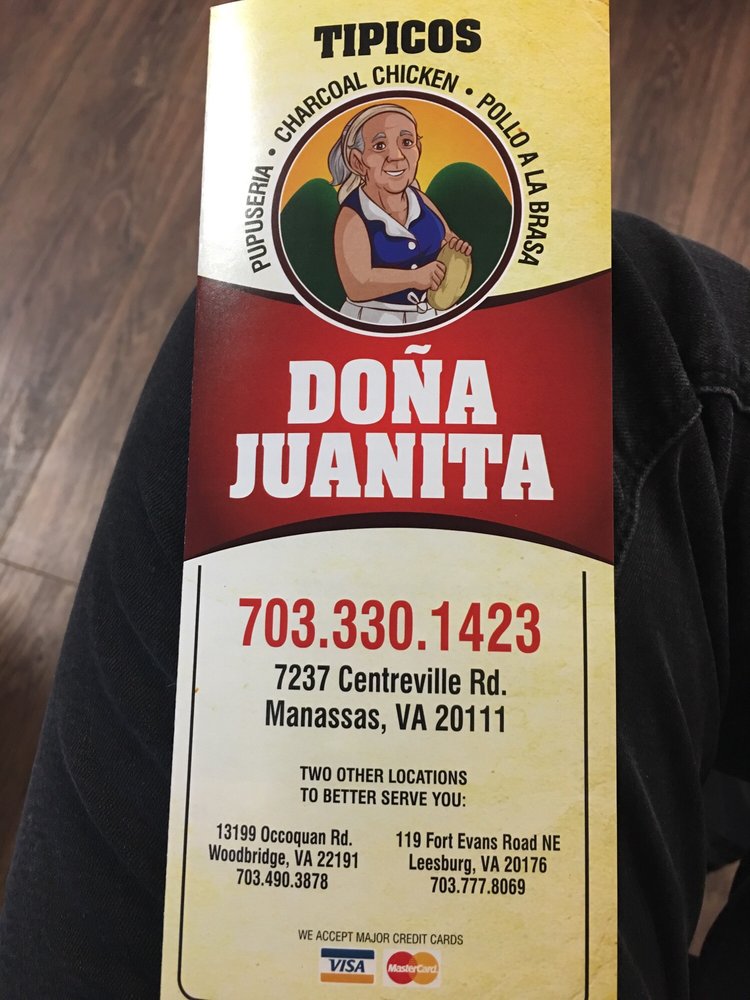 TIPICOS
PUPUSERIA • CHARCOAL CHICKEN • POLLO A LA BRASA
DOÑA
JUANITA
703.330.1423
7237 Centreville Rd.
Manassas, VA 20111
TWO OTHER LOCATIONS
TO BETTER SERVE YOU:
13199 Occoquan Rd.
Woodbridge, VA 22191
703.490.3878
119 Fort Evans Road NE
Leesburg, VA 20176
703.777.8069
WE ACCEPT MAJOR CREDIT CARDS
VISA
MasterCard